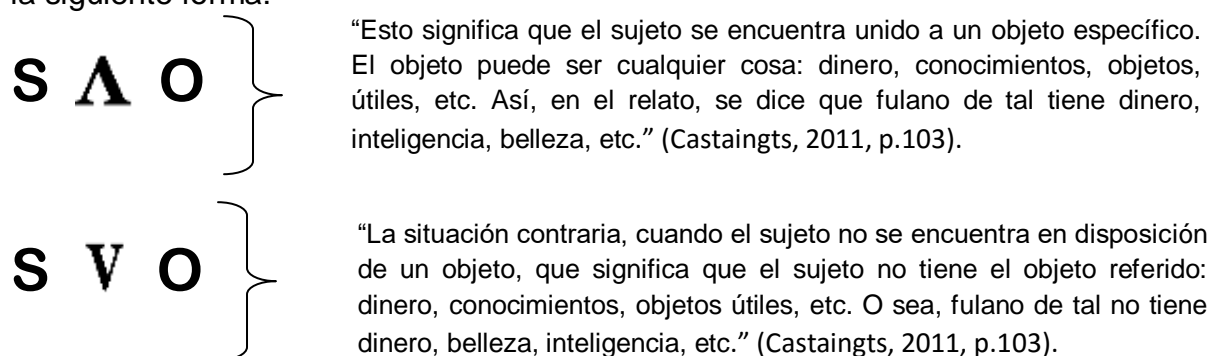 la siguiente forma:
S Λ O
“Esto significa que el sujeto se encuentra unido a un objeto específico.
El objeto puede ser cualquier cosa: dinero, conocimientos, objetos,
útiles, etc. Así, en el relato, se dice que fulano de tal tiene dinero,
inteligencia, belleza, etc.” (Castaingts, 2011, p.103).
S V O
“La situación contraria, cuando el sujeto no se encuentra en disposición
de un objeto, que significa que el sujeto no tiene el objeto referido:
dinero, conocimientos, objetos útiles, etc. O sea, fulano de tal no tiene
dinero, belleza, inteligencia, etc.” (Castaingts, 2011, p.103).